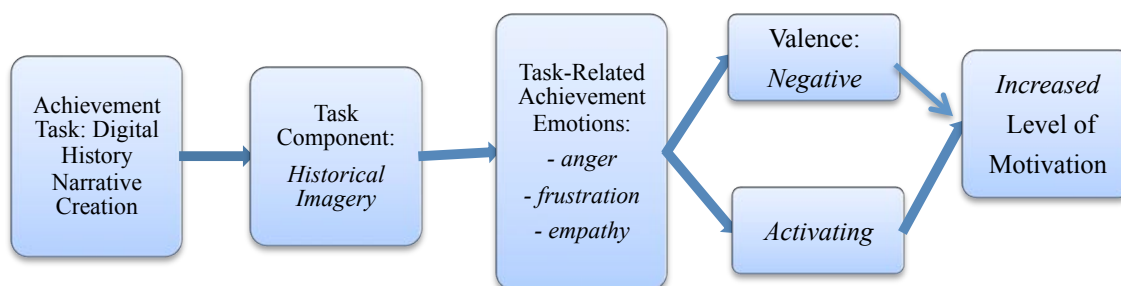 Achievement
Task: Digital
History
Narrative
Creation
Task
Component:
Historical
Imagery
Task-Related
Achievement
Emotions:
- anger
- frustration
- empathy
Valence:
Negative
Activating
Increased
Level of
Motivation